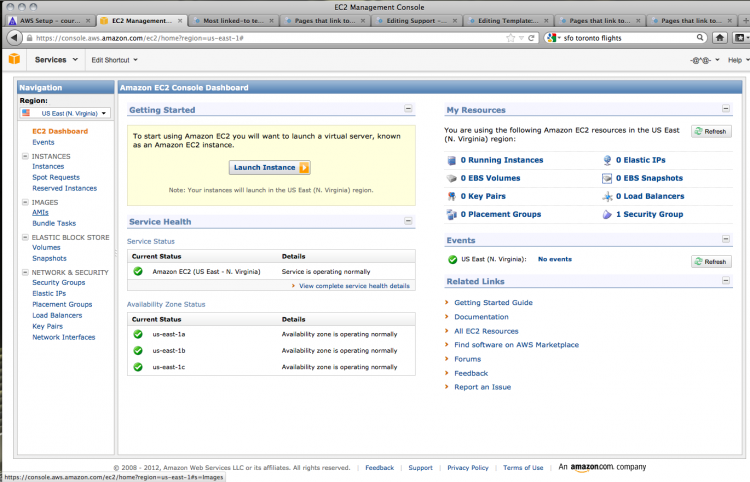 EC2 Management Console
AWS Setup – cour...
EC2 Management...
Most linked-to te...
Pages that link to...
Editing Support –...
Editing Template:...
Pages that link to...
Pages that link to...
https://console.aws.amazon.com/ec2/home?region=us-east-1#
sfo toronto flights
Services
Edit Shortcut
-@^@-
Help
Navigation
Region:
US East (N. Virginia)
EC2 Dashboard
Events
INSTANCES
Instances
Spot Requests
Reserved Instances
IMAGES
AMIs
Bundle Tasks
ELASTIC BLOCK STORE
Volumes
Snapshots
NETWORK & SECURITY
Security Groups
Elastic IPs
Placement Groups
Load Balancers
Key Pairs
Network Interfaces
Amazon EC2 Console Dashboard
Getting Started
To start using Amazon EC2 you will want to launch a virtual server, known
as an Amazon EC2 instance.
Launch Instance
Note: Your instances will launch in the US East (N. Virginia) region.
Service Health
Service Status
Current Status Details
Amazon EC2 (US East - N. Virginia) Service is operating normally
View complete service health details
Availability Zone Status
Current Status Details
us-east-1a Availability zone is operating normally
us-east-1b Availability zone is operating normally
us-east-1c Availability zone is operating normally
My Resources
You are using the following Amazon EC2 resources in the US East
(N. Virginia) region:
Refresh
0 Running Instances 0 Elastic IPs
0 EBS Volumes 0 EBS Snapshots
0 Key Pairs 0 Load Balancers
0 Placement Groups 1 Security Group
Events
US East (N. Virginia): No events
Refresh
Related Links
Getting Started Guide
Documentation
All EC2 Resources
Find software on AWS Marketplace
Forums
Feedback
Report an Issue
© 2008 - 2012, Amazon Web Services LLC or its affiliates. All rights reserved. | Feedback | Support | Privacy Policy | Terms of Use | An amazon.com. company
https://console.aws.amazon.com/ec2/home?region=us-east-1#s=Images